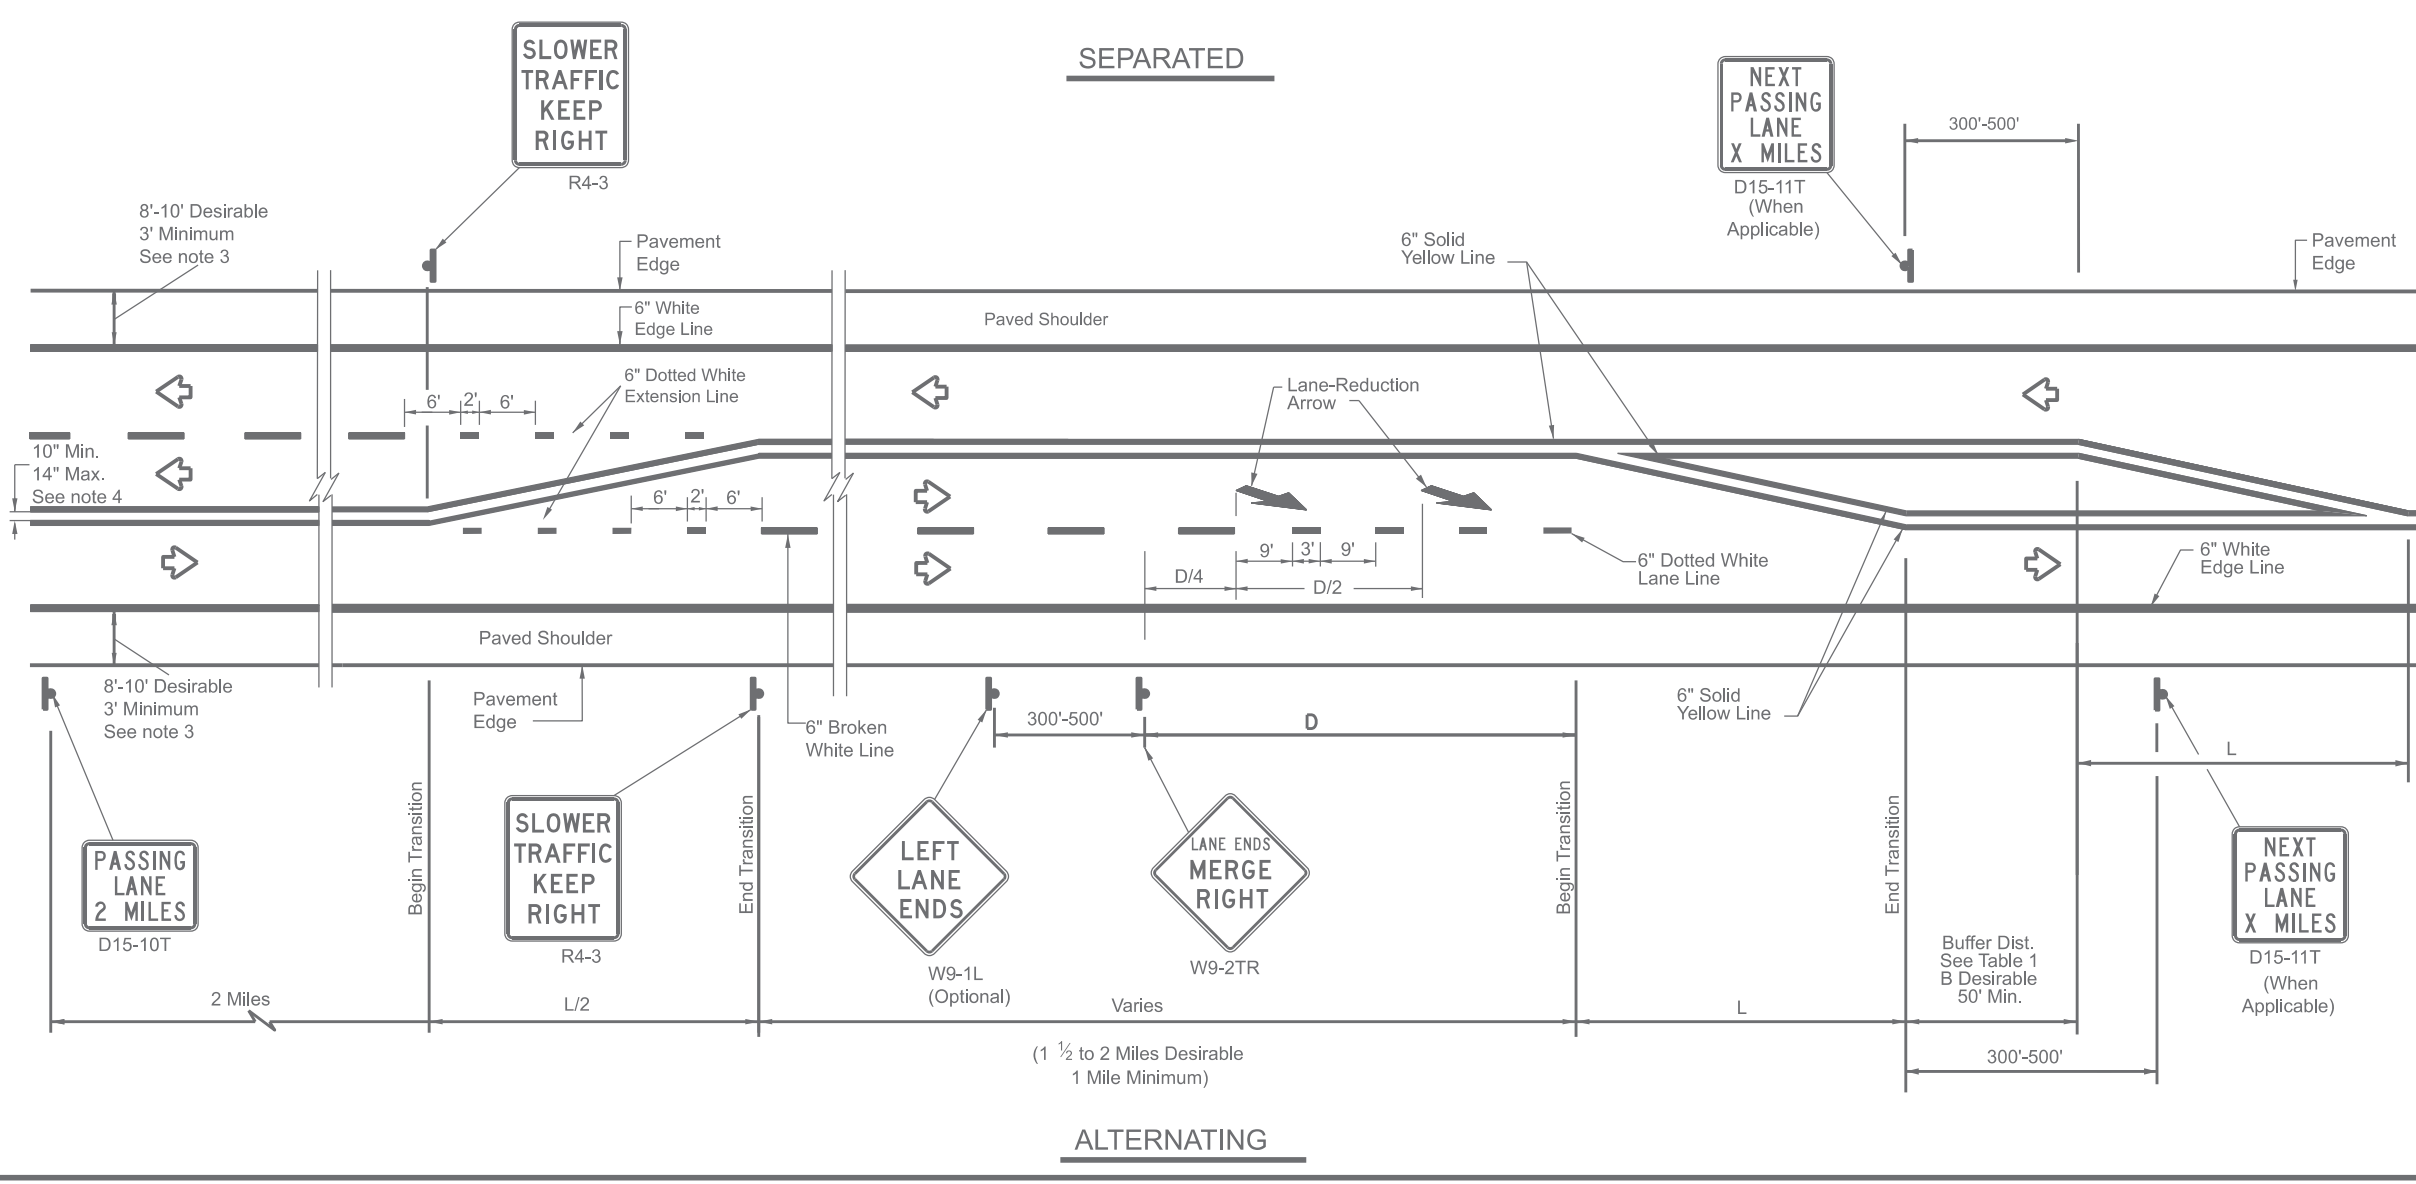 SEPARATED
SLOWER
TRAFFIC
KEEP
RIGHT
R4-3
NEXT
PASSING
LANE
X MILES
D15-11T
(When
Applicable)
300'-500'
8'-10' Desirable
3' Minimum
See note 3
Pavement
Edge
6" White
Edge Line
Paved Shoulder
6" Solid
Yellow Line
Pavement
Edge
6" Dotted White
Extension Line
6'
2'
6'
Lane-Reduction
Arrow
10" Min.
14" Max.
See note 4
6'
2'
6'
9'
3'
9'
D/4
D/2
6" Dotted White
Lane Line
6" White
Edge Line
Paved Shoulder
8'-10' Desirable
3' Minimum
See note 3
Pavement
Edge
6" Broken
White Line
300'-500'
D
6" Solid
Yellow Line
L
Begin Transition
End Transition
Begin Transition
End Transition
PASSING
LANE
2 MILES
D15-10T
SLOWER
TRAFFIC
KEEP
RIGHT
R4-3
LEFT
LANE
ENDS
W9-1L
(Optional)
LANE ENDS
MERGE
RIGHT
W9-2TR
Buffer Dist.
See Table 1
B Desirable
50' Min.
NEXT
PASSING
LANE
X MILES
D15-11T
(When
Applicable)
2 Miles
L/2
Varies
L
(1 ½ to 2 Miles Desirable
1 Mile Minimum)
300'-500'
ALTERNATING